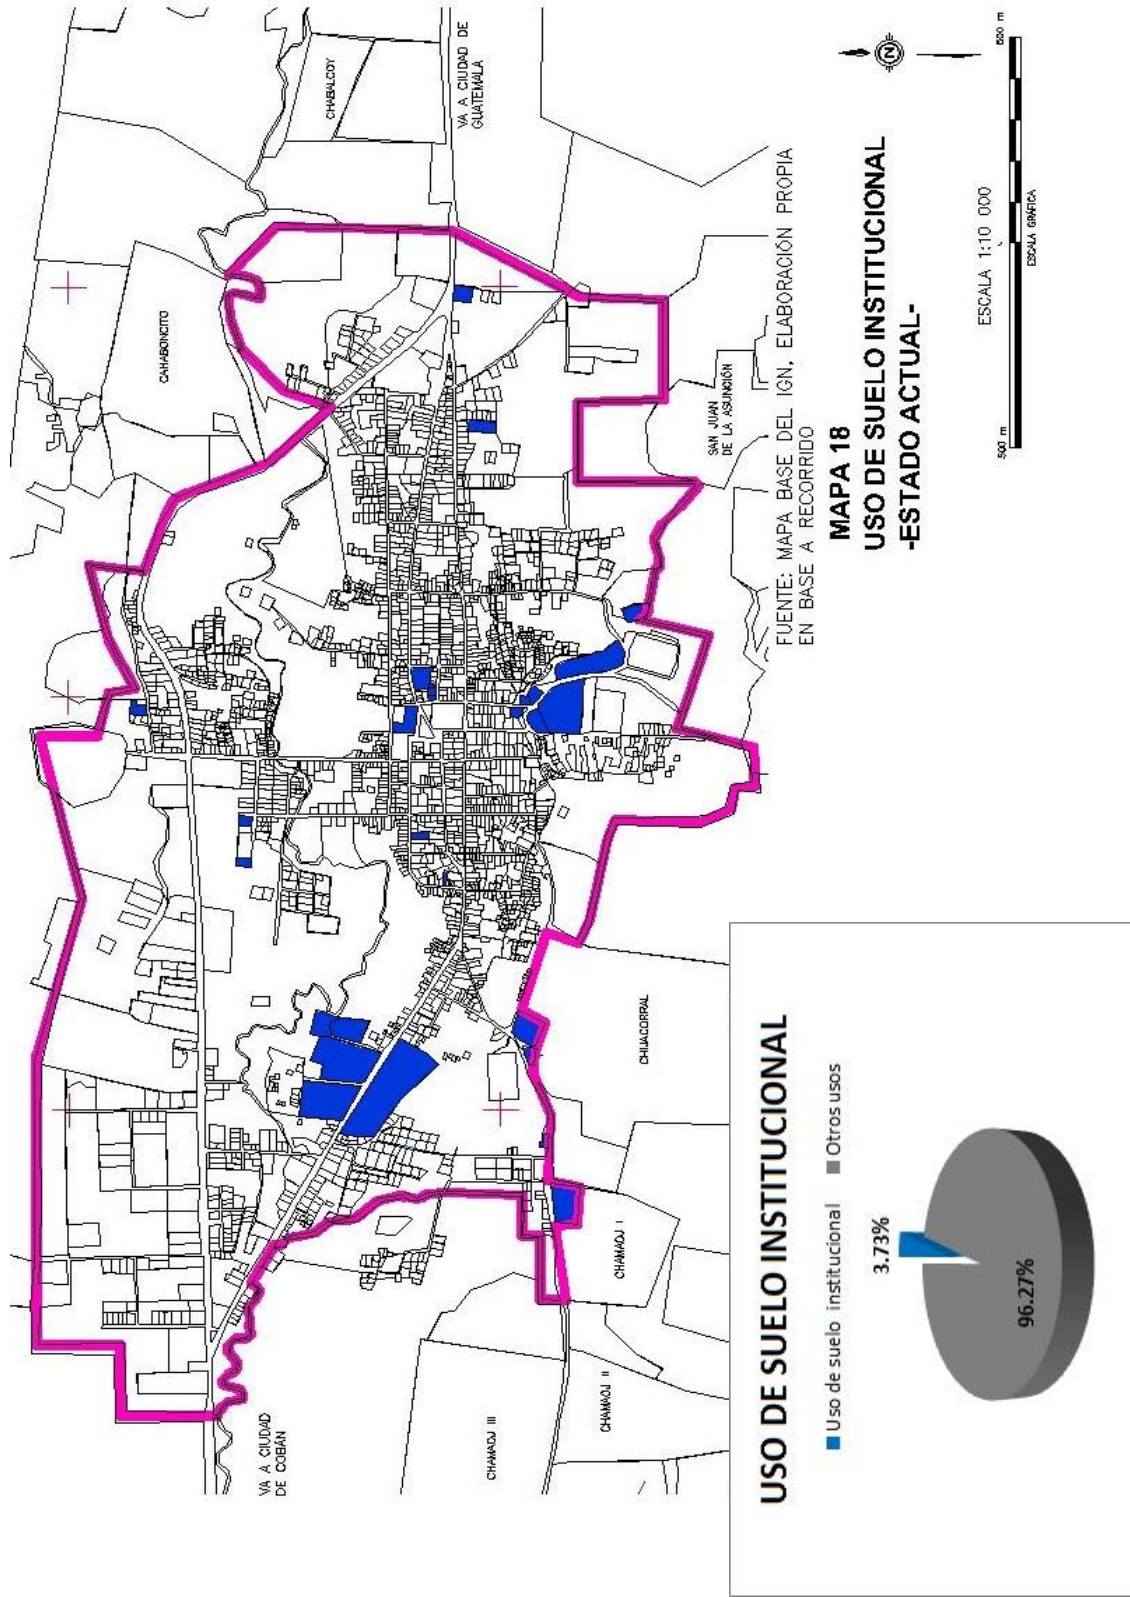 CHABALCOY
VA A CIUDAD DE
GUATEMALA
CAHABONCITO
SAN JUAN
DE LA ASUNCIÓN
CHIJACORRAL
CHAMAOJ I
CHAMAOJ II
CHAMAOJ III
VA A CIUDAD
DE COBÁN
FUENTE: MAPA BASE DEL IGN, ELABORACIÓN PROPIA
EN BASE A RECORRIDO
MAPA 18
USO DE SUELO INSTITUCIONAL
-ESTADO ACTUAL-
N
ESCALA 1:10 000
500 m
500 m
ESCALA GRÁFICA
USO DE SUELO INSTITUCIONAL
Uso de suelo institucional
Otros usos
3.73%
96.27%